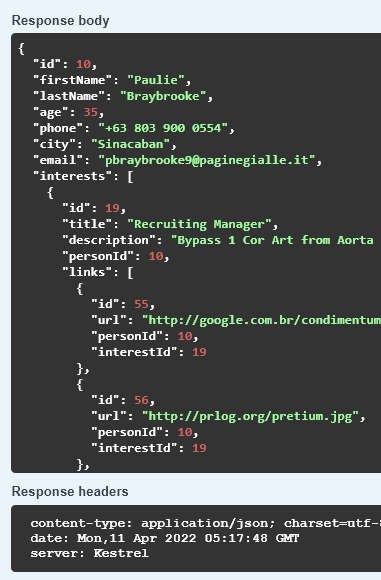 Response body
{
  "id": 10,
  "firstName": "Paulie",
  "lastName": "Braybrooke",
  "age": 35,
  "phone": "+63 803 900 0554",
  "city": "Sinacaban",
  "email": "pbraybrooke9@paginegialle.it",
  "interests": [
    {
      "id": 19,
      "title": "Recruiting Manager",
      "description": "Bypass 1 Cor Art from Aorta
      "personId": 10,
      "links": [
        {
          "id": 55,
          "url": "http://google.com.br/condimentum
          "personId": 10,
          "interestId": 19
        },
        {
          "id": 56,
          "url": "http://prlog.org/pretium.jpg",
          "personId": 10,
          "interestId": 19
        },
Response headers
content-type: application/json; charset=utf-8
date: Mon,11 Apr 2022 05:17:48 GMT
server: Kestrel